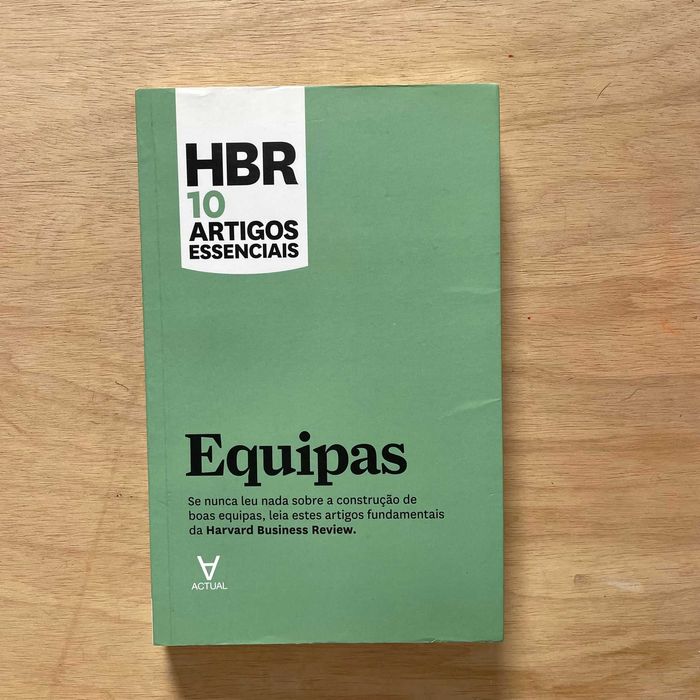 HBR
10
ARTIGOS
ESSENCIAIS
Equipas
Se nunca leu nada sobre a construção de
boas equipas, leia estes artigos fundamentais
da Harvard Business Review.
ACTUAL